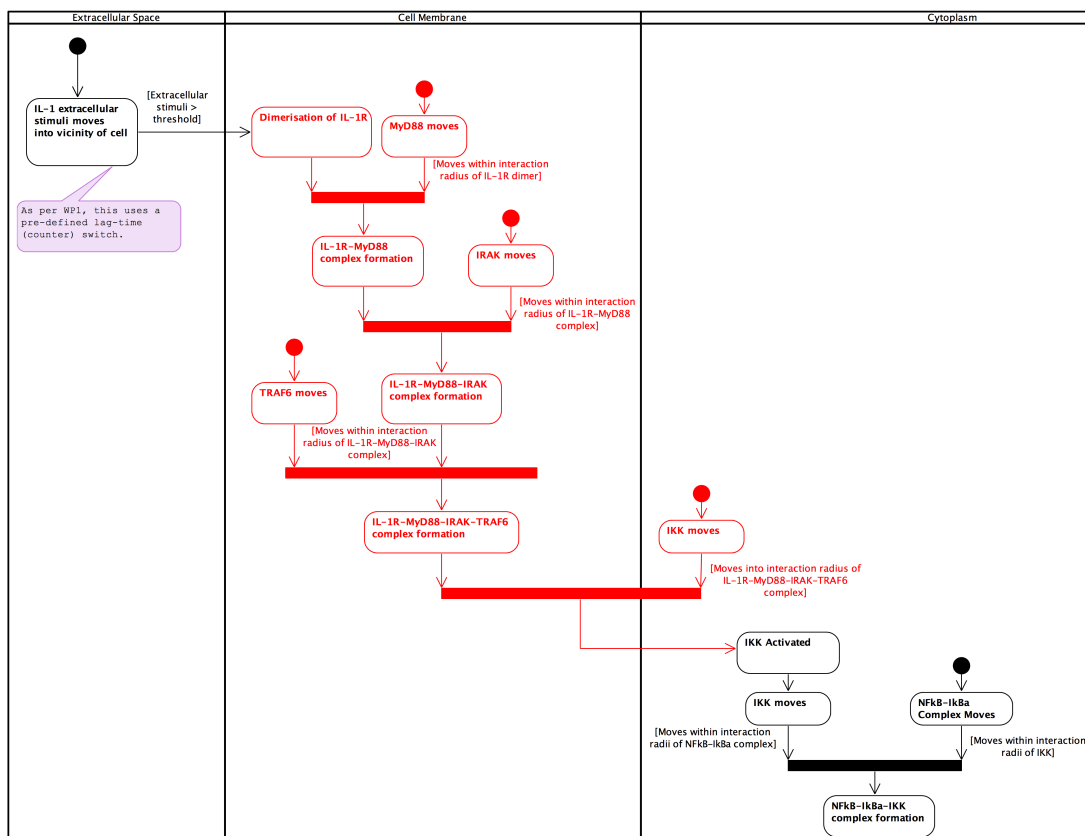 Extracellular Space
Cell Membrane
Cytoplasm
IL-1 extracellular
stimuli moves
into vicinity of cell
[Extracellular
stimuli >
threshold]
As per WP1, this uses a
pre-defined lag-time
(counter) switch.
Dimerisation of IL-1R
MyD88 moves
[Moves within interaction
radius of IL-1R dimer]
IL-1R-MyD88
complex formation
IRAK moves
[Moves within interaction
radius of IL-1R-MyD88
complex]
TRAF6 moves
IL-1R-MyD88-IRAK
complex formation
[Moves within interaction
radius of IL-1R-MyD88-IRAK
complex]
IL-1R-MyD88-IRAK-TRAF6
complex formation
IKK moves
[Moves into interaction radius of
IL-1R-MyD88-IRAK-TRAF6
complex]
IKK Activated
IKK moves
NFkB-IkBa
Complex Moves
[Moves within interaction
radii of NFkB-IkBa complex]
[Moves within interaction
radii of IKK]
NFkB-IkBa-IKK
complex formation